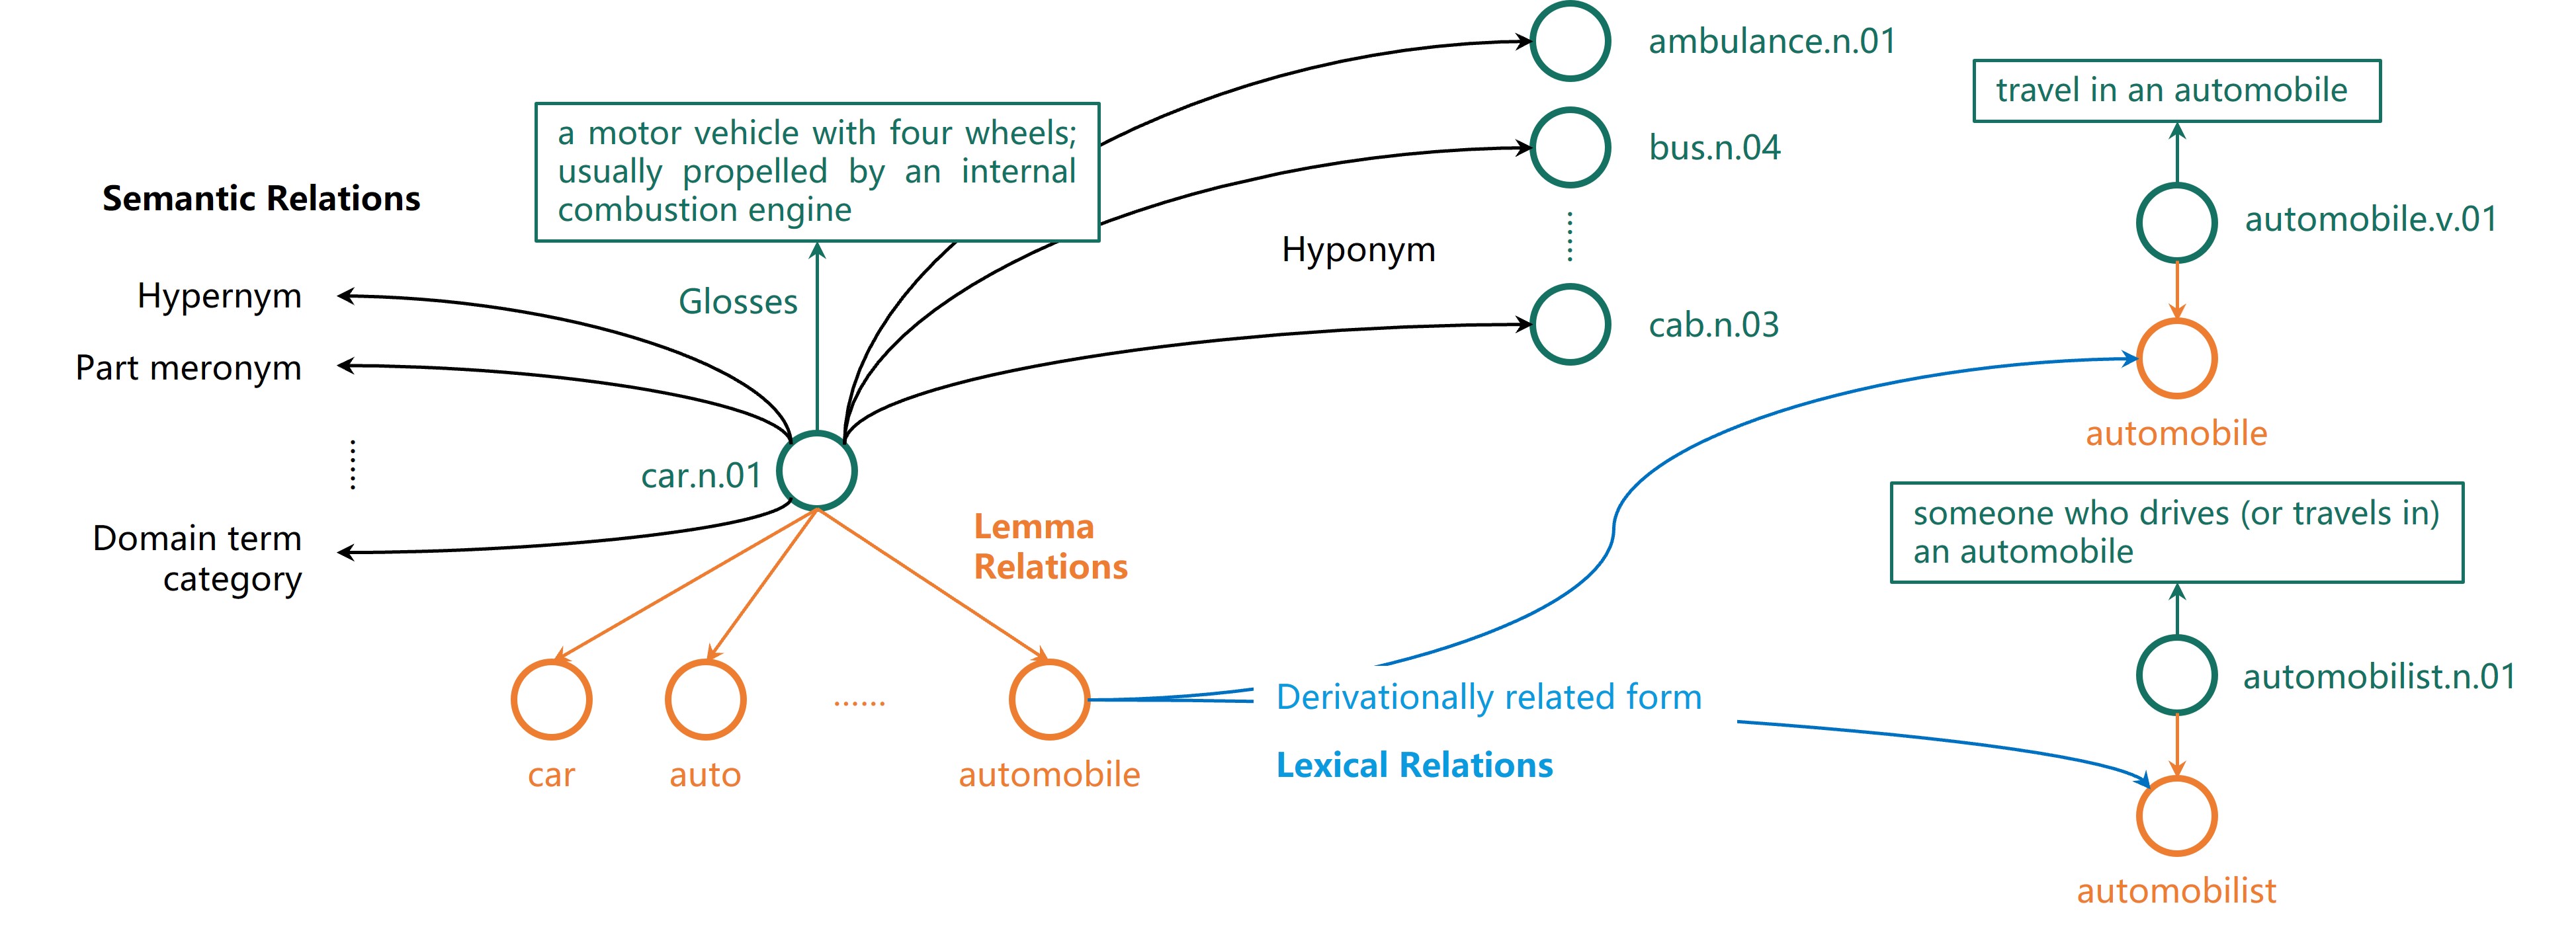 ambulance.n.01
travel in an automobile
a motor vehicle with four wheels;
usually propelled by an internal
combustion engine
bus.n.04
Semantic Relations
automobile.v.01
Hyponym
Hypernym
Glosses
cab.n.03
Part meronym
automobile
car.n.01
someone who drives (or travels in)
an automobile
Lemma
Relations
Domain term
category
automobilist.n.01
......
Derivationally related form
car
auto
automobile
Lexical Relations
automobilist